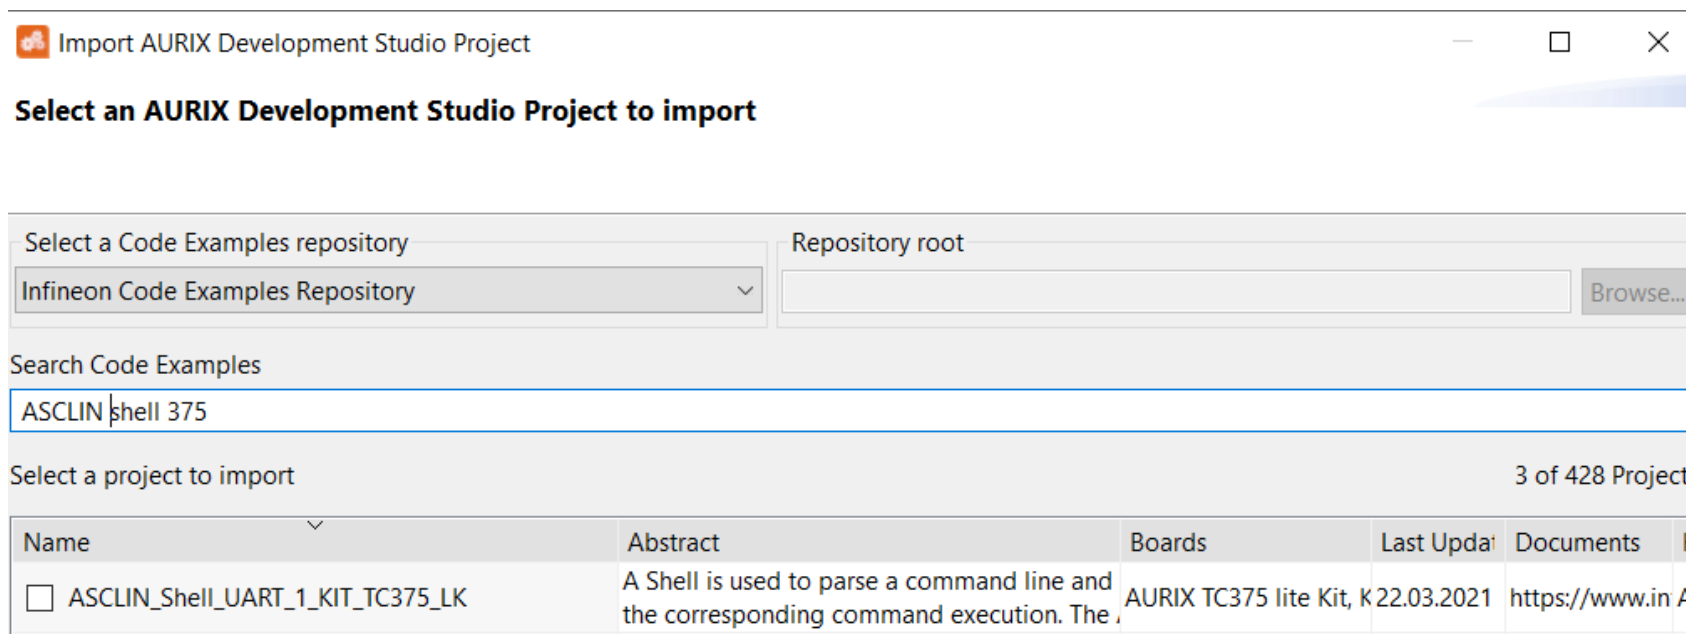 Import AURIX Development Studio Project
Select an AURIX Development Studio Project to import
Select a Code Examples repository
Repository root
Infineon Code Examples Repository
Browse...
Search Code Examples
ASCLIN shell 375
Select a project to import
3 of 428 Project
Name Abstract Boards Last Updat Documents
ASCLIN_Shell_UART_1_KIT_TC375_LK
A Shell is used to parse a command line and
the corresponding command execution. The
AURIX TC375 lite Kit, K
22.03.2021
https://www.in